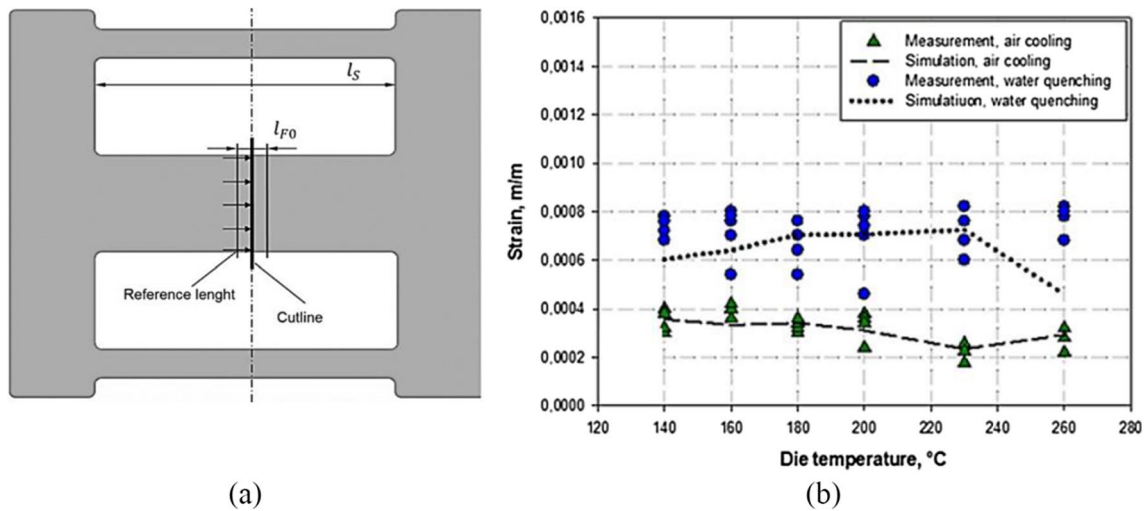 l_S
l_F0
Reference lenght
Cutline
(a)
Strain, m/m
0,0016
0,0014
0,0012
0,0010
0,0008
0,0006
0,0004
0,0002
0,0000
Measurement, air cooling
Simulation, air cooling
Measurement, water quenching
Simulatiuon, water quenching
120 140 160 180 200 220 240 260 280
Die temperature, °C
(b)